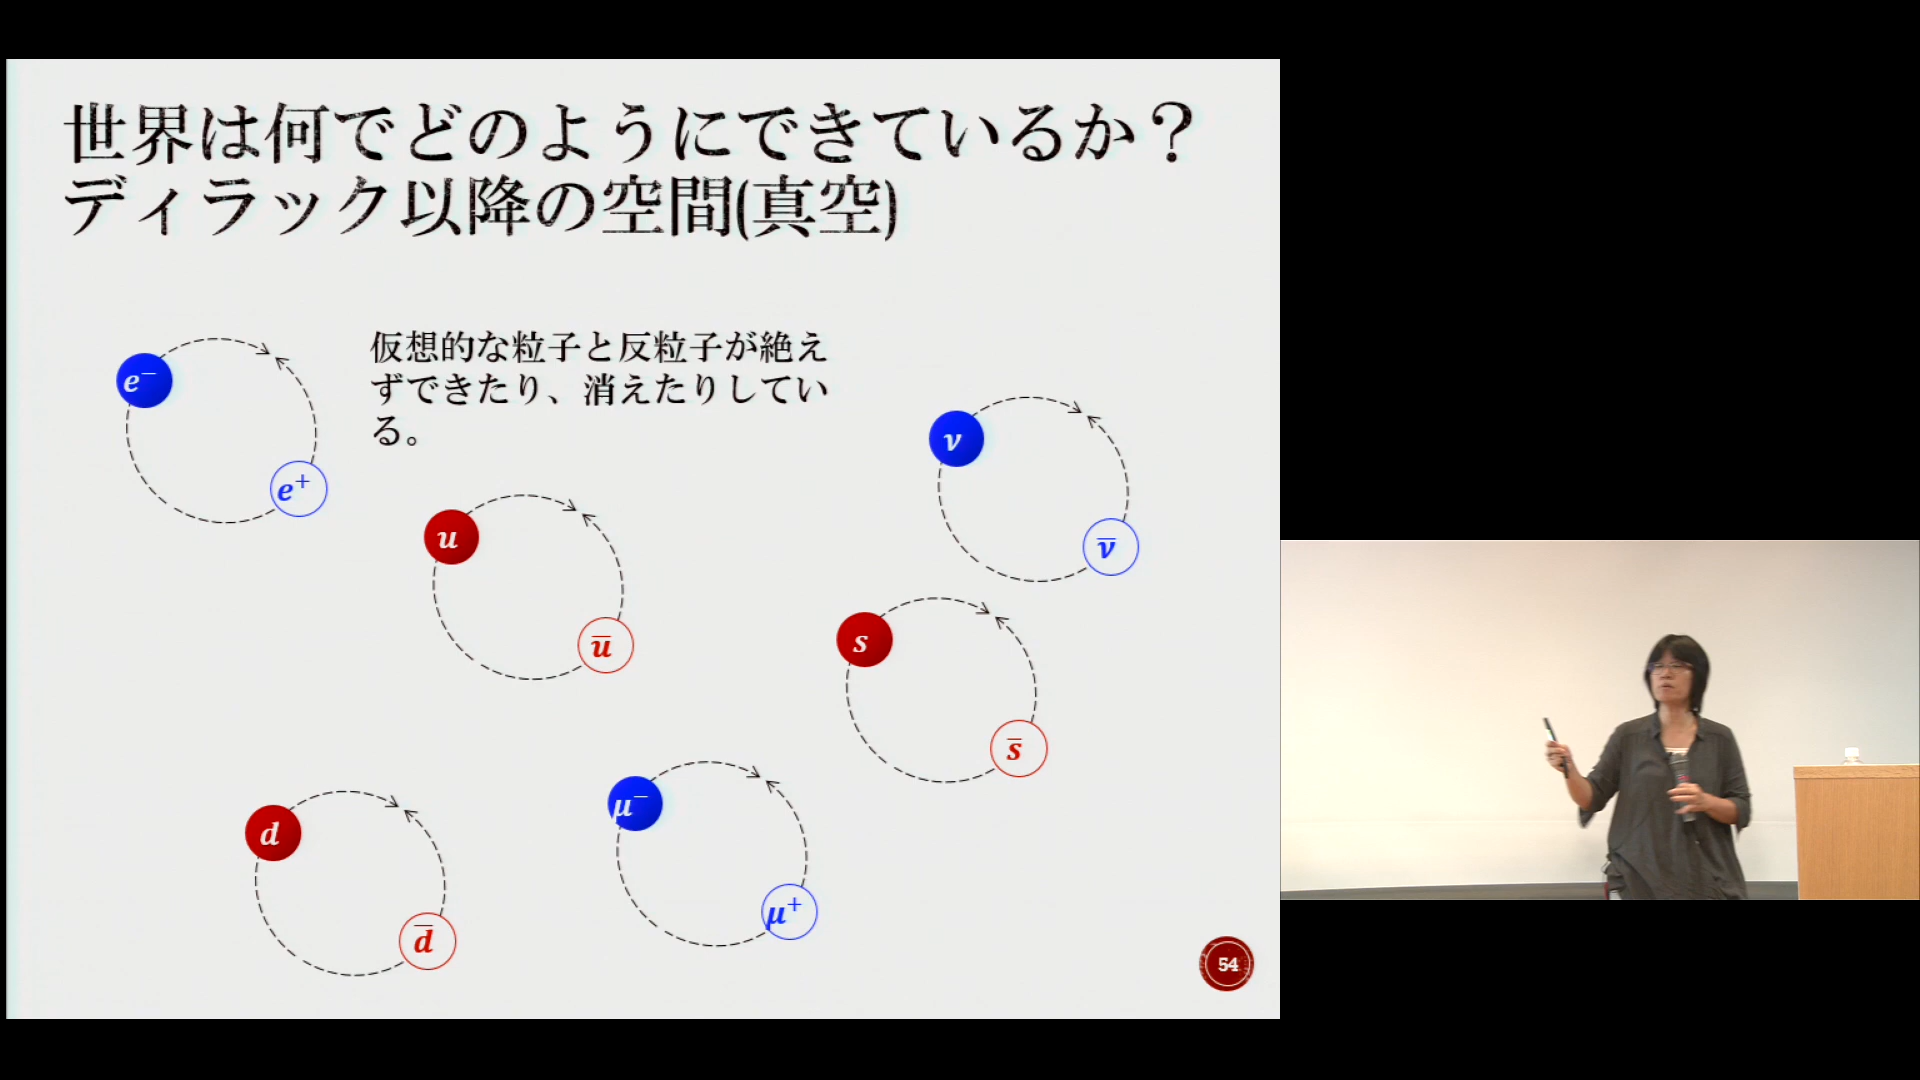 世界は何でどのようにできているか？
ディラック以降の空間(真空)
仮想的な粒子と反粒子が絶え
ずできたり、消えたりしてい
る。
e⁻
e⁺
ν
ν̅
u
u̅
s
s̅
d
d̅
μ⁻
μ⁺
54